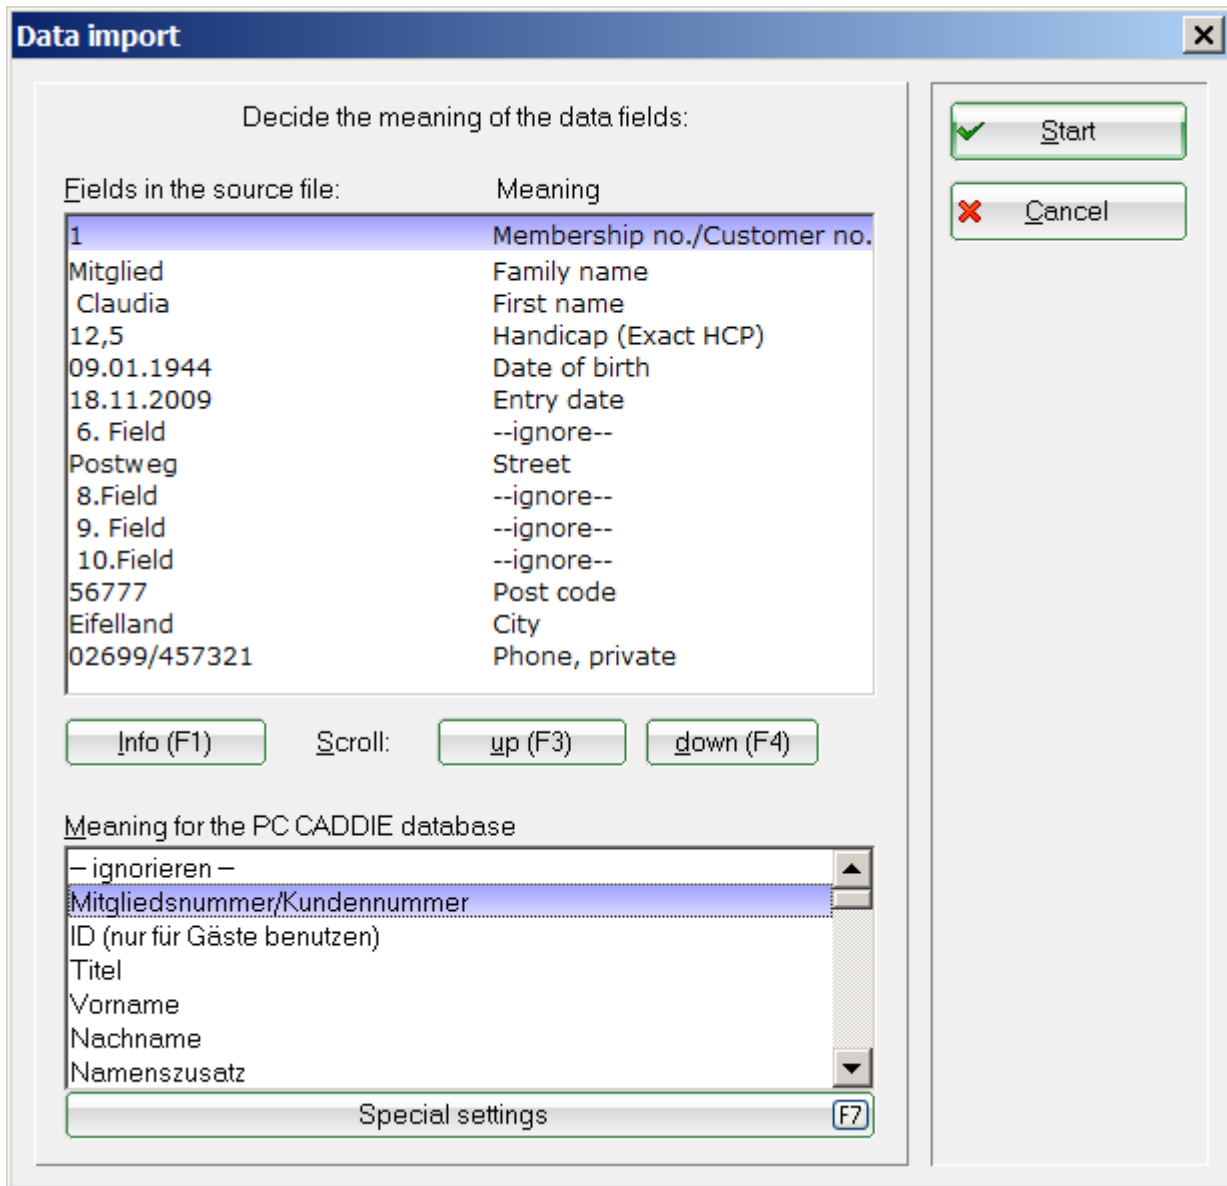 Data import
Decide the meaning of the data fields:
Start
Cancel
Fields in the source file: Meaning
1 Membership no./Customer no.
Mitglied Family name
Claudia First name
12,5 Handicap (Exact HCP)
09.01.1944 Date of birth
18.11.2009 Entry date
6. Field --ignore--
Postweg Street
8.Field --ignore--
9. Field --ignore--
10.Field --ignore--
56777 Post code
Eifelland City
02699/457321 Phone, private
Info (F1) Scroll: up (F3) down (F4)
Meaning for the PC CADDIE database
– ignorieren –
Mitgliedsnummer/Kundennummer
ID (nur für Gäste benutzen)
Titel
Vorname
Nachname
Namenszusatz
Special settings F7